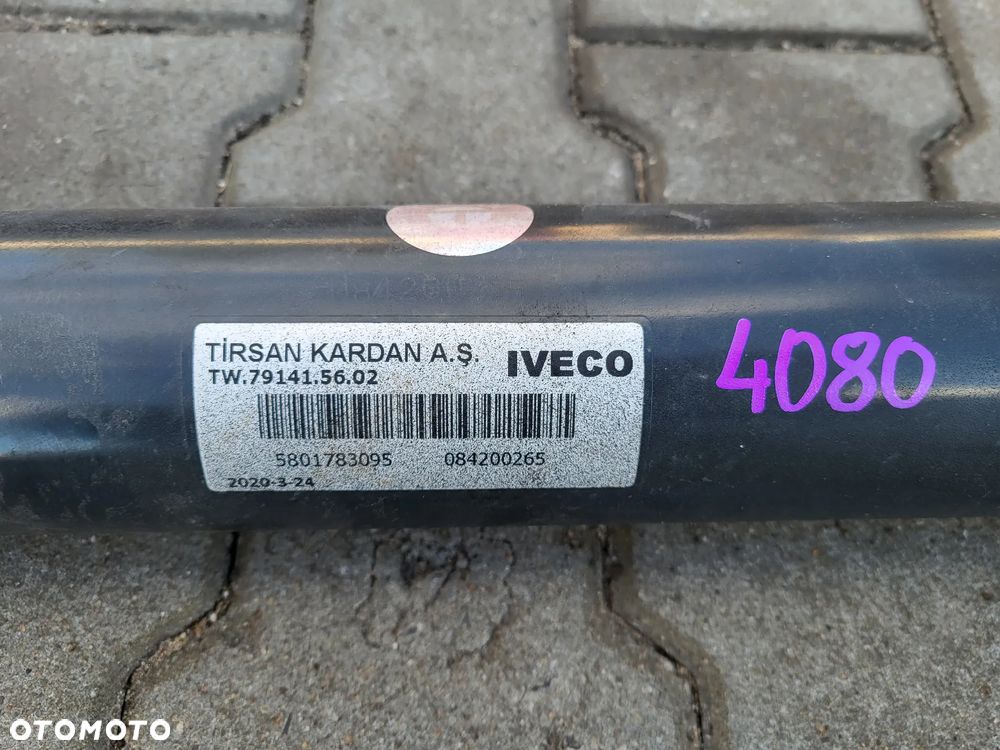 TİRSAN KARDAN A.Ş. IVECO
TW.79141.56.02
4080
5801783095 084200265
2020-3-24
OTOMOTO